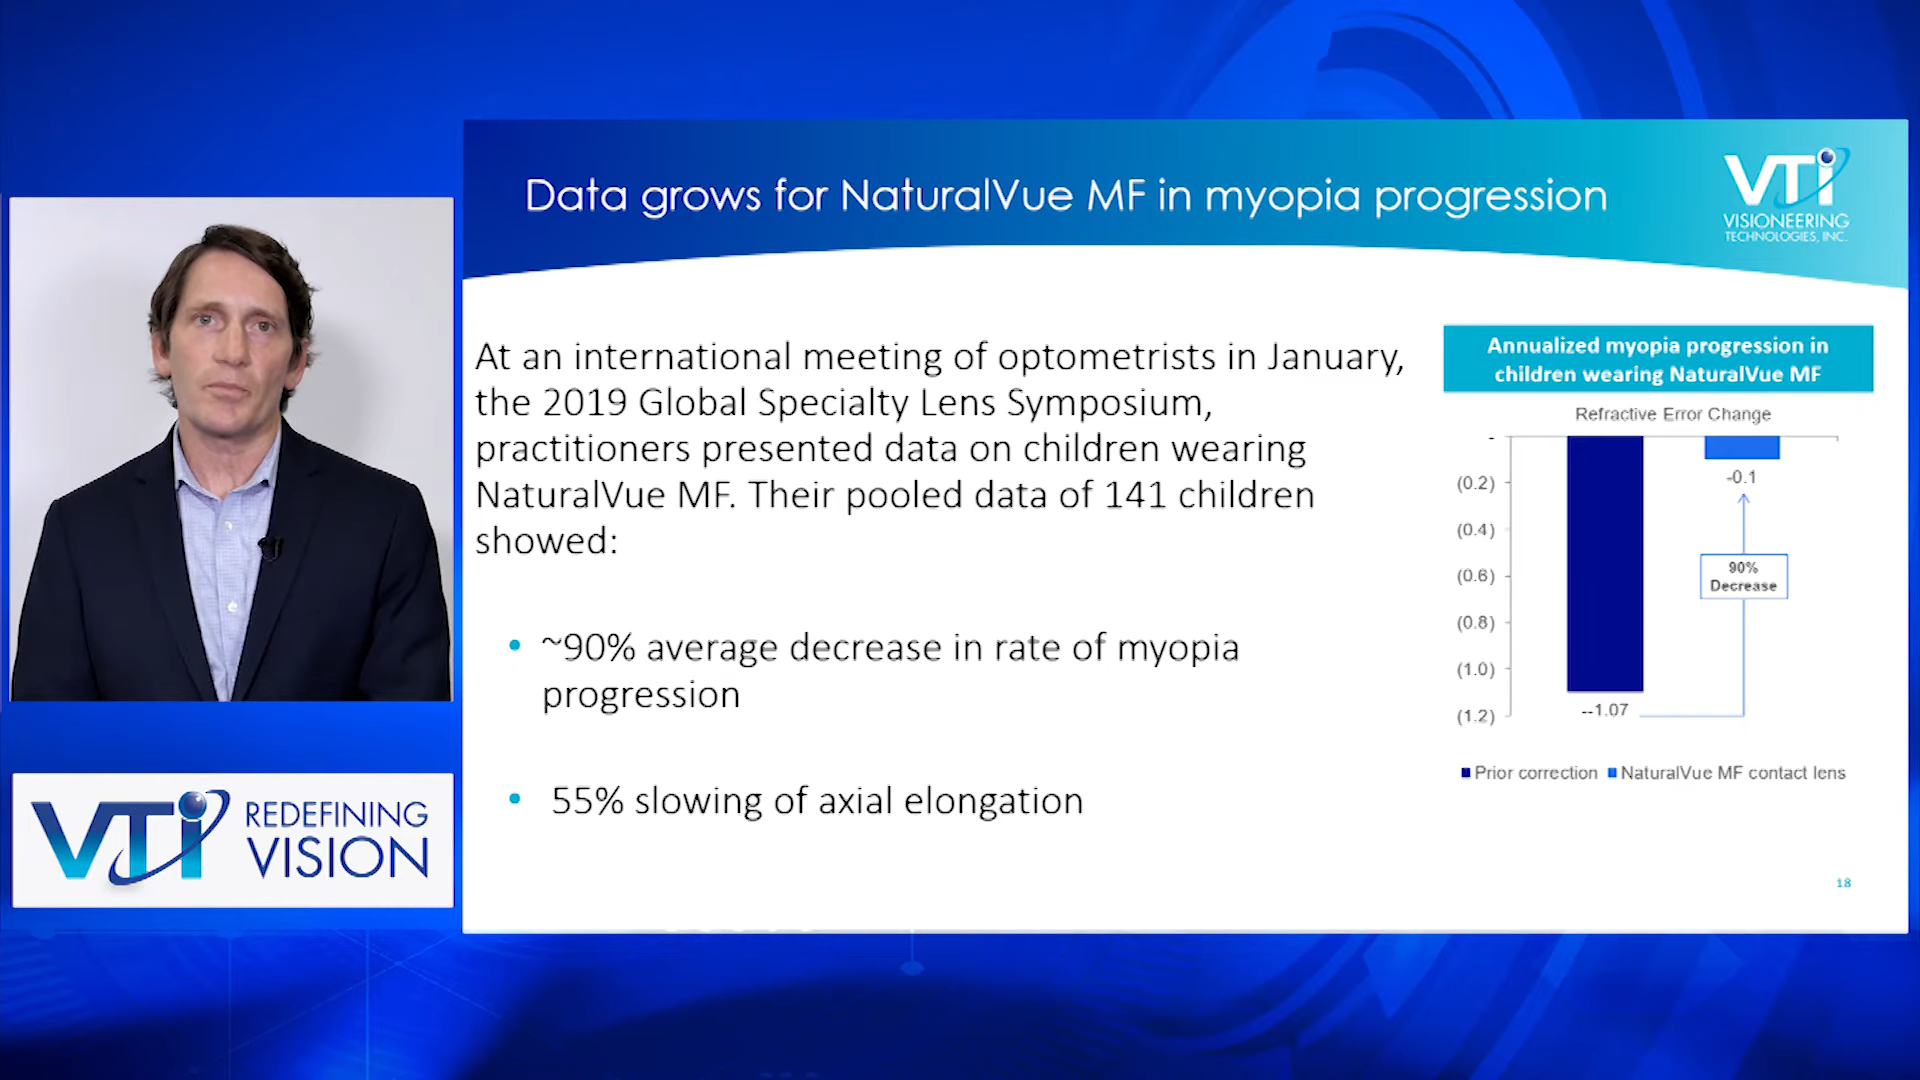 Data grows for NaturalVue MF in myopia progression
VTi
VISIONEERING
TECHNOLOGIES, INC.
At an international meeting of optometrists in January,
the 2019 Global Specialty Lens Symposium,
practitioners presented data on children wearing
NaturalVue MF. Their pooled data of 141 children
showed:
• ~90% average decrease in rate of myopia
progression
• 55% slowing of axial elongation
Annualized myopia progression in
children wearing NaturalVue MF
Refractive Error Change
-
(0.2)
(0.4)
(0.6)
(0.8)
(1.0)
(1.2)
-0.1
90%
Decrease
--1.07
Prior correction NaturalVue MF contact lens
18
VTi
REDEFINING
VISION